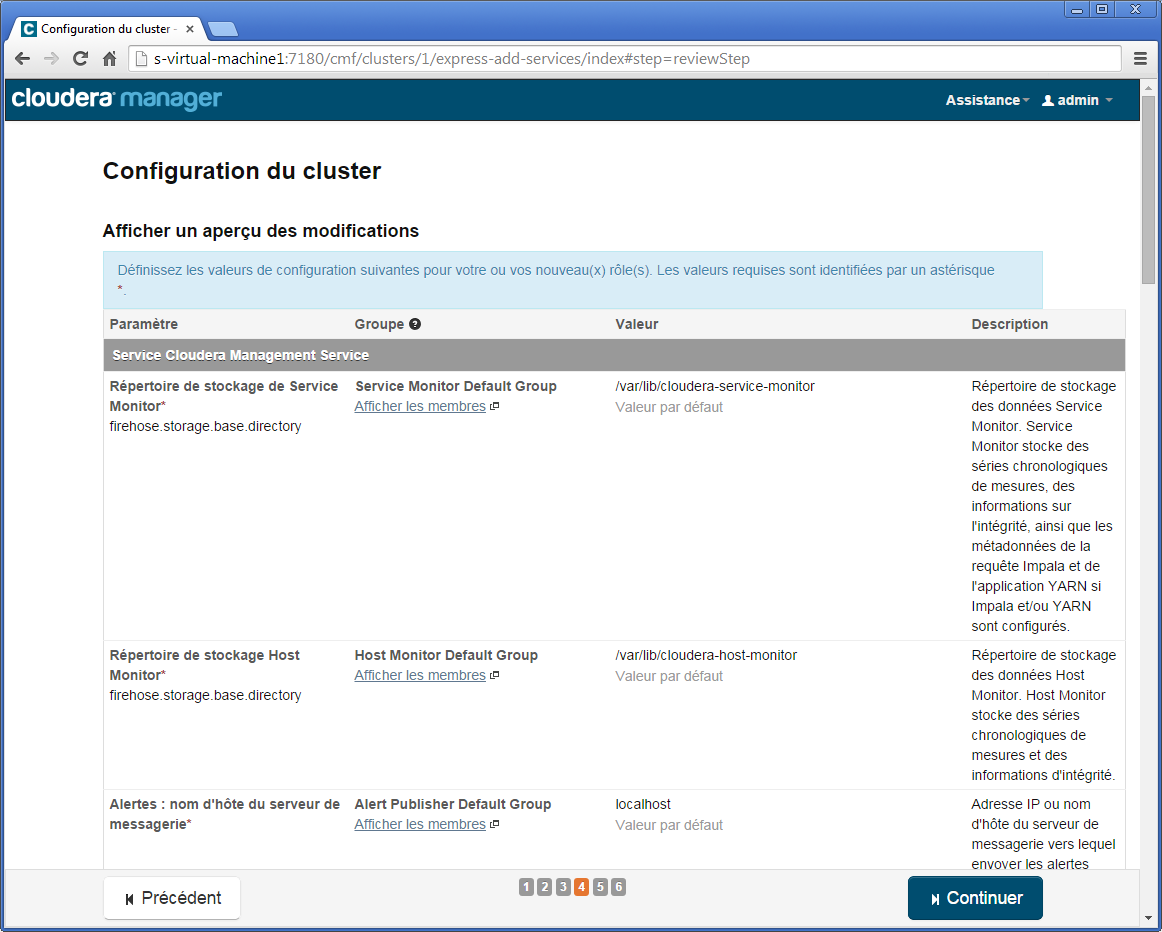 Configuration du cluster -
s-virtual-machine1:7180/cmf/clusters/1/express-add-services/index#step=reviewStep
cloudera manager
Assistance admin
Configuration du cluster
Afficher un aperçu des modifications
Définissez les valeurs de configuration suivantes pour votre ou vos nouveau(x) rôle(s). Les valeurs requises sont identifiées par un astérisque
*.
Paramètre Groupe ? Valeur Description
Service Cloudera Management Service
Répertoire de stockage de Service
Monitor*
firehose.storage.base.directory
Service Monitor Default Group
Afficher les membres
/var/lib/cloudera-service-monitor
Valeur par défaut
Répertoire de stockage
des données Service
Monitor. Service
Monitor stocke des
séries chronologiques
de mesures, des
informations sur
l'intégrité, ainsi que les
métadonnées de la
requête Impala et de
l'application YARN si
Impala et/ou YARN
sont configurés.
Répertoire de stockage Host
Monitor*
firehose.storage.base.directory
Host Monitor Default Group
Afficher les membres
/var/lib/cloudera-host-monitor
Valeur par défaut
Répertoire de stockage
des données Host
Monitor. Host Monitor
stocke des séries
chronologiques de
mesures et des
informations d'intégrité.
Alertes : nom d'hôte du serveur de
messagerie*
Alert Publisher Default Group
Afficher les membres
localhost
Valeur par défaut
Adresse IP ou nom
d'hôte du serveur de
messagerie vers lequel
envoyer les alertes
Précédent
1 2 3 4 5 6
Continuer